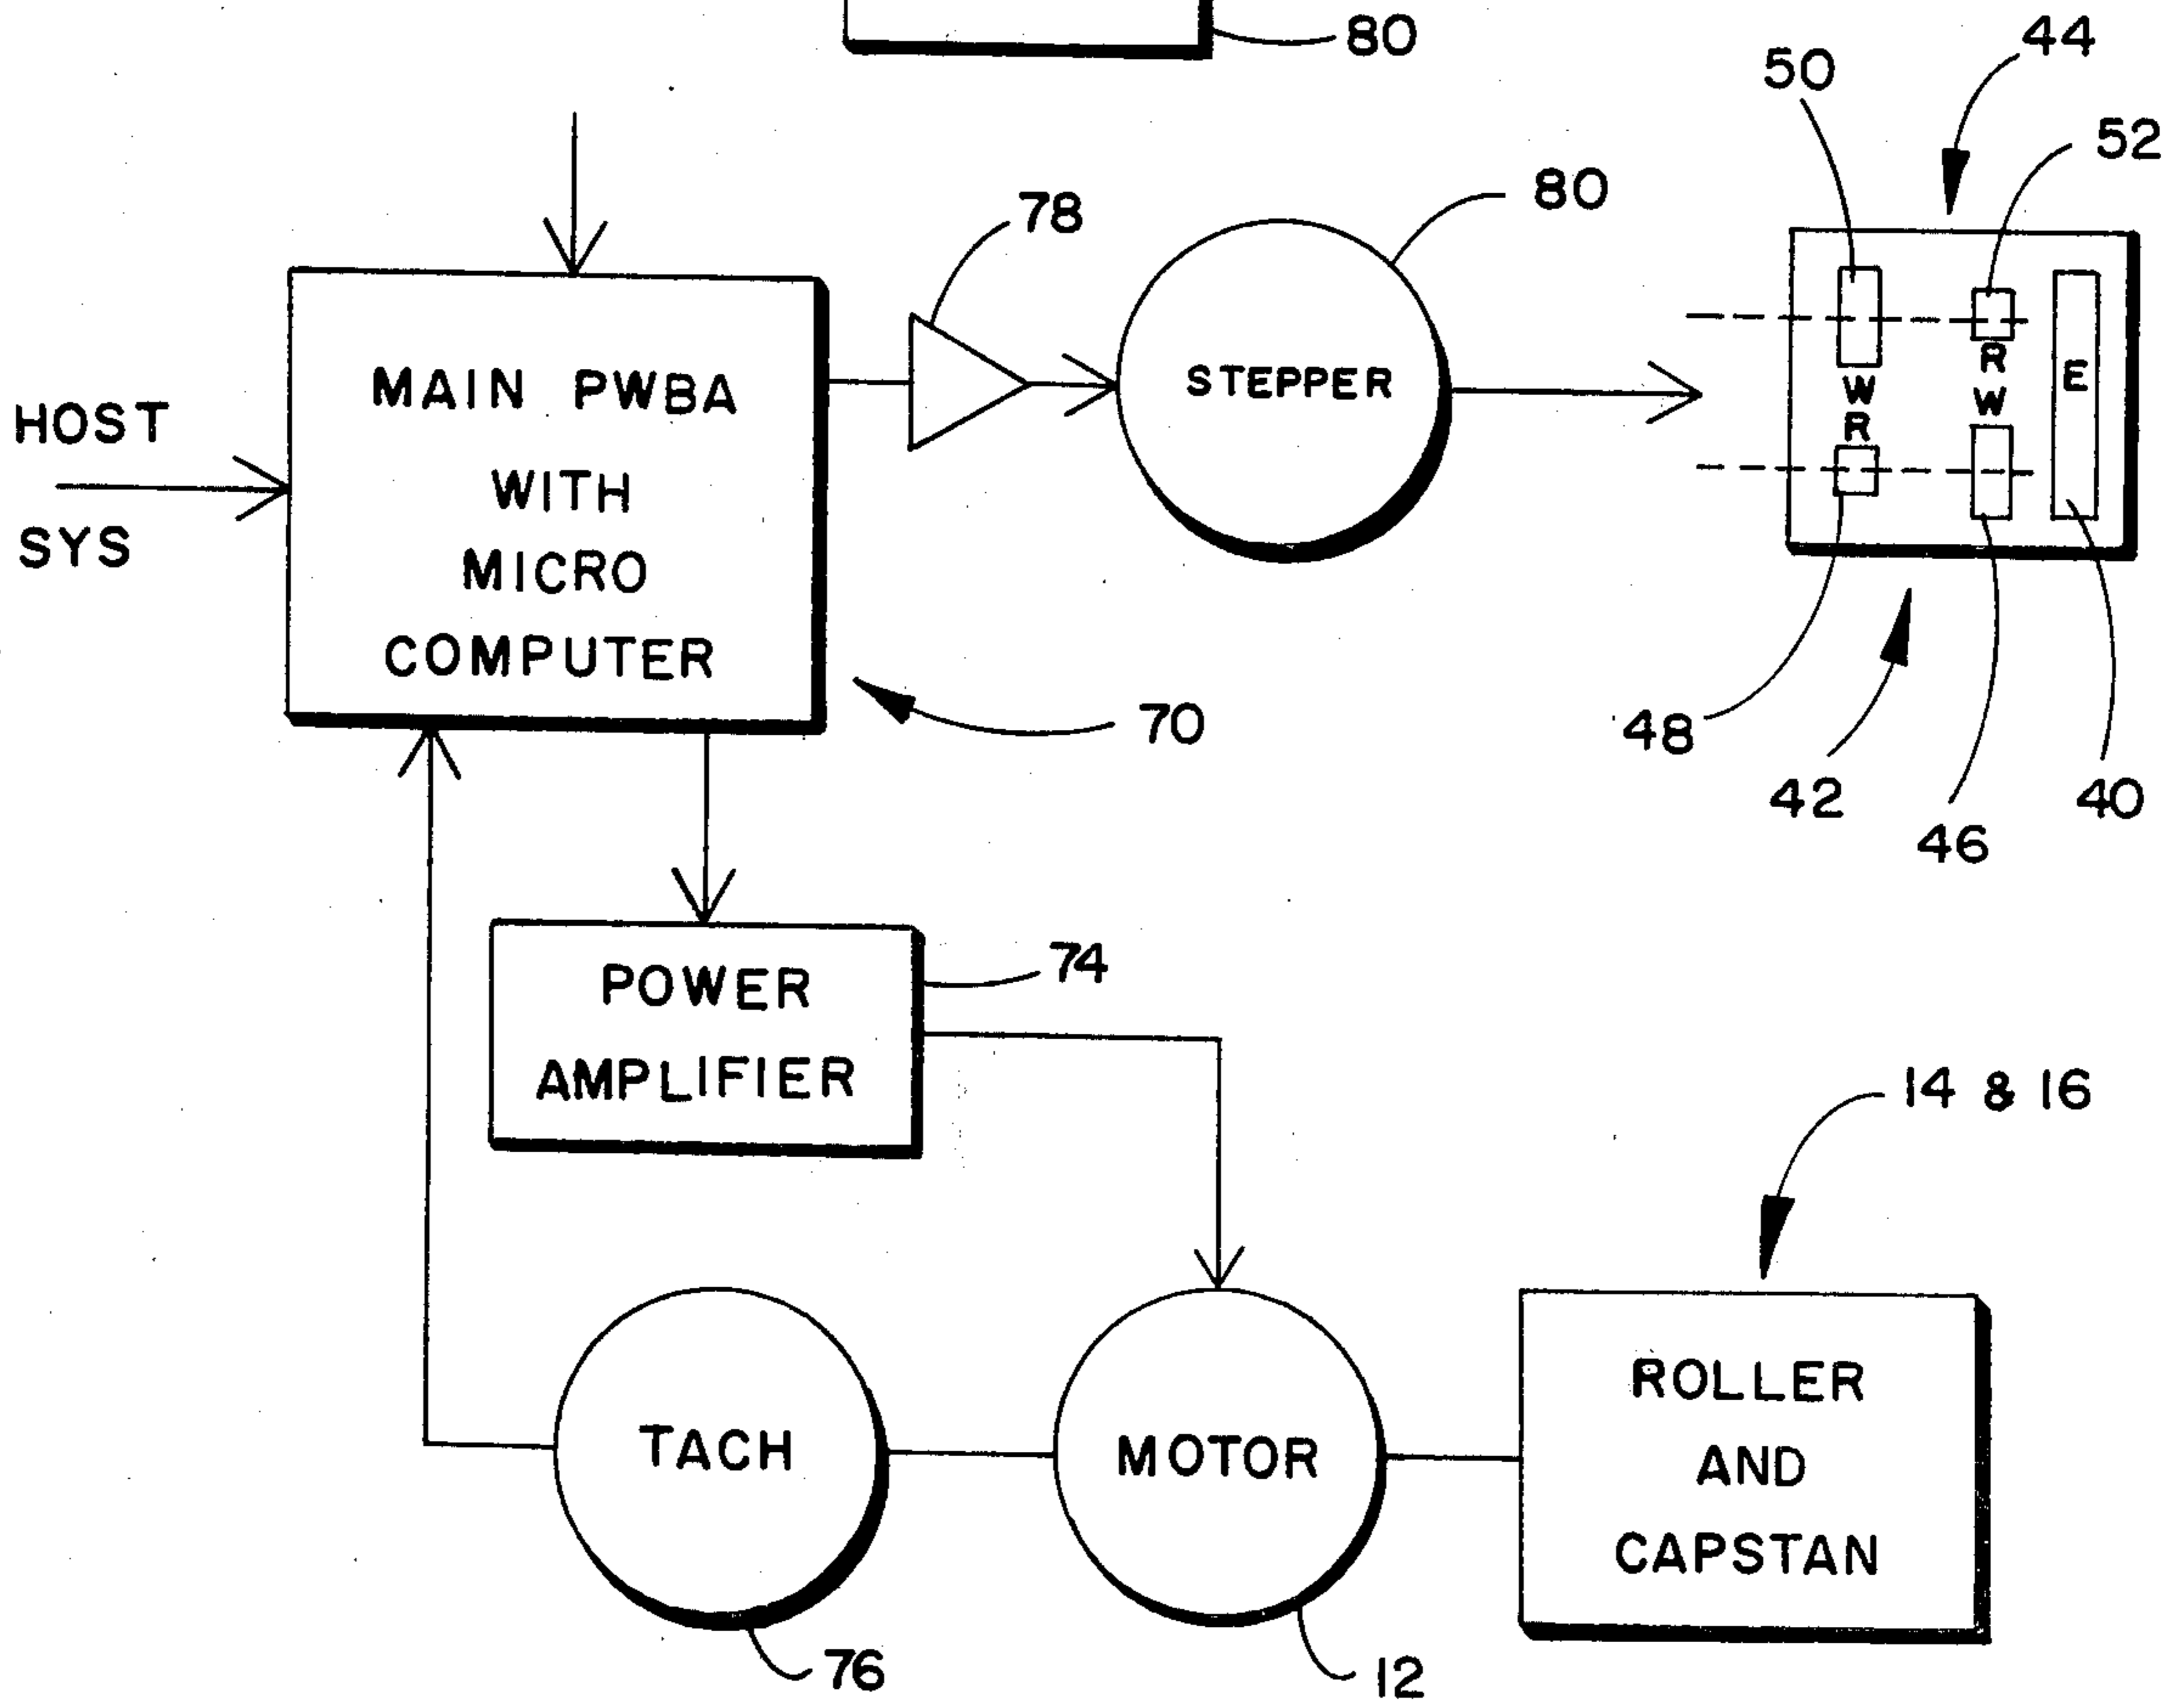 80
44
50
52
78
80
MAIN PWBA
WITH
MICRO
COMPUTER
HOST
SYS
STEPPER
W
R
R
W
E
70
48
42
46
40
POWER
AMPLIFIER
74
14 & 16
TACH
MOTOR
ROLLER
AND
CAPSTAN
76
12